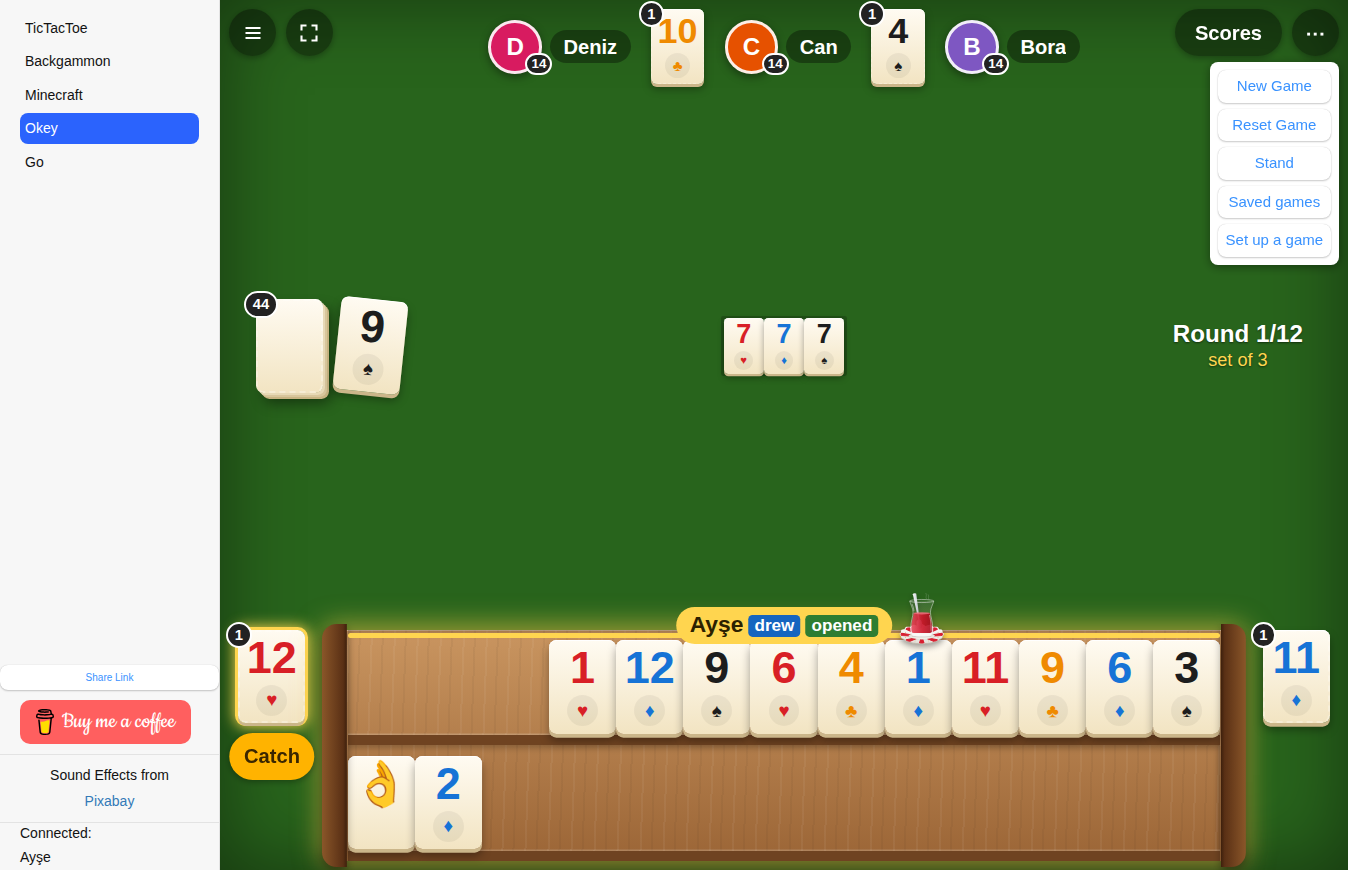 TicTacToe
Backgammon
Minecraft
Okey
Go
Share Link
Buy me a coffee
Sound Effects from
Pixabay
Connected:
Ayşe
D 14 Deniz
1 10 ♣
C 14 Can
1 4 ♠
B 14 Bora
Scores
...
New Game
Reset Game
Stand
Saved games
Set up a game
44
9 ♠
7 ♥ 7 ♦ 7 ♠
Round 1/12
set of 3
Ayşe drew opened
1 12 ♥
Catch
1 ♥ 12 ♦ 9 ♠ 6 ♥ 4 ♣ 1 ♦ 11 ♥ 9 ♣ 6 ♦ 3 ♠
2 ♦
1 11 ♦